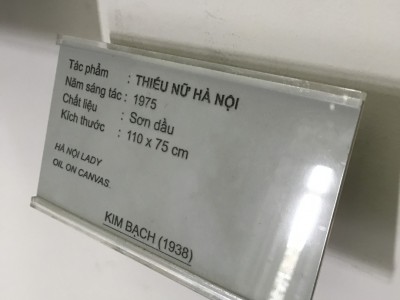 Tác phẩm : THIẾU NỮ HÀ NỘI
Năm sáng tác : 1975
Chất liệu : Sơn dầu
Kích thước : 110 x 75 cm
HÀ NỘI LADY
OIL ON CANVAS.
KIM BẠCH (1938)